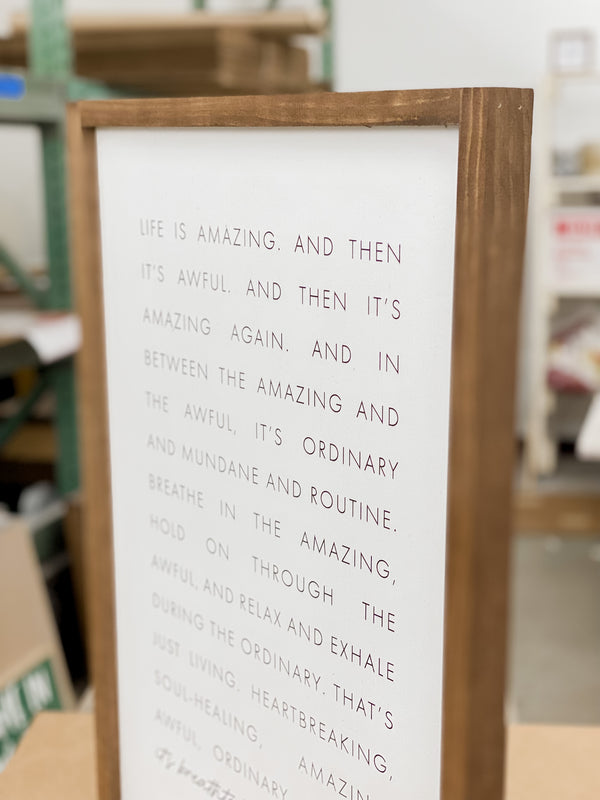 LIFE IS AMAZING. AND THEN
IT'S AWFUL. AND THEN IT'S
AMAZING AGAIN. AND IN
BETWEEN THE AMAZING AND
THE AWFUL, IT'S ORDINARY
AND MUNDANE AND ROUTINE.
BREATHE IN THE AMAZING,
HOLD ON THROUGH THE
AWFUL, AND RELAX AND EXHALE
DURING THE ORDINARY. THAT'S
JUST LIVING. HEARTBREAKING,
SOUL-HEALING, AMAZIN
AWFUL, ORDINARY
it's